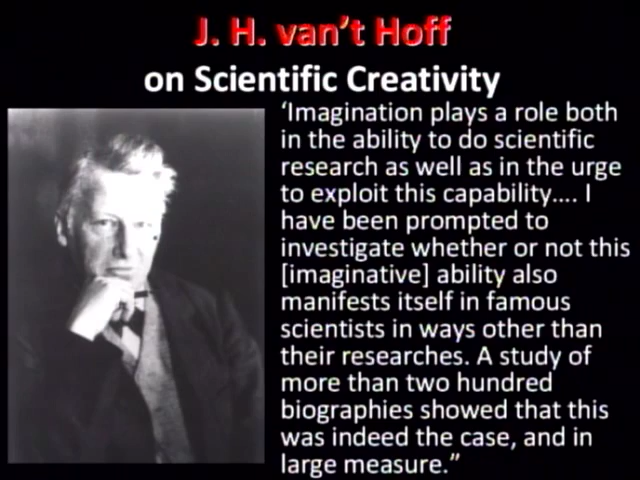 J. H. van’t Hoff
on Scientific Creativity
‘Imagination plays a role both
in the ability to do scientific
research as well as in the urge
to exploit this capability…. I
have been prompted to
investigate whether or not this
[imaginative] ability also
manifests itself in famous
scientists in ways other than
their researches. A study of
more than two hundred
biographies showed that this
was indeed the case, and in
large measure.”